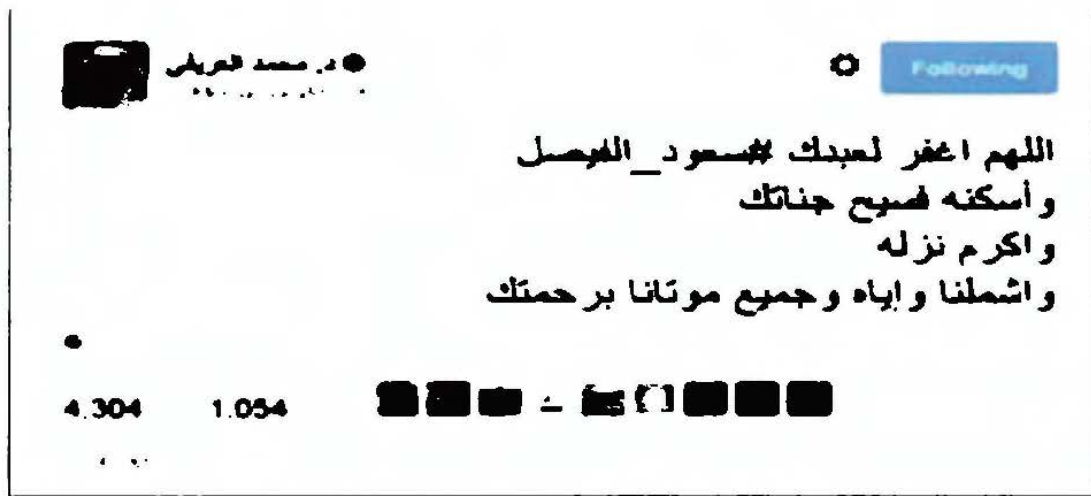 د. محمد العريفي
Following
اللهم اغفر لعبدك #سعود_الفيصل
وأسكنه فسيح جناتك
واكرم نزله
واشملنا وإياه وجميع موتانا برحمتك
4.304 1.054